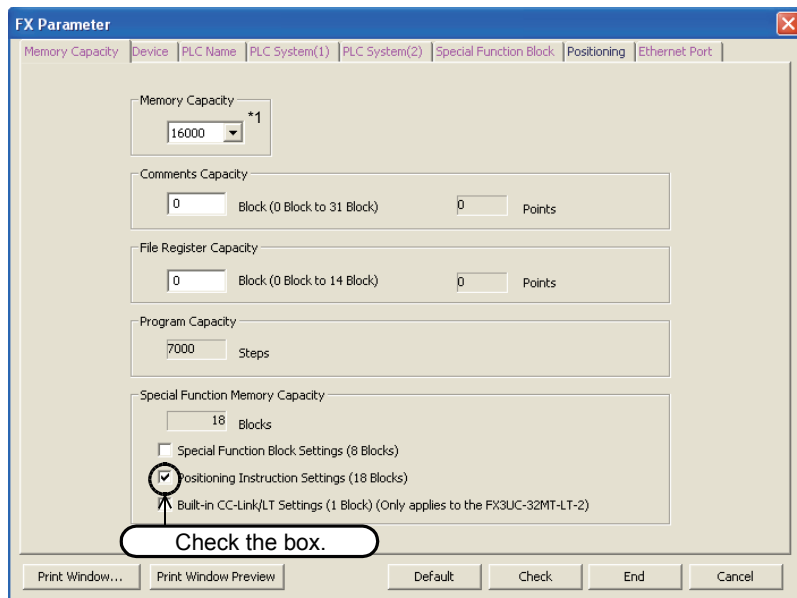 FX Parameter
Memory Capacity Device PLC Name PLC System(1) PLC System(2) Special Function Block Positioning Ethernet Port
Memory Capacity
16000 *1
Comments Capacity
0 Block (0 Block to 31 Block) 0 Points
File Register Capacity
0 Block (0 Block to 14 Block) 0 Points
Program Capacity
7000 Steps
Special Function Memory Capacity
18 Blocks
Special Function Block Settings (8 Blocks)
Positioning Instruction Settings (18 Blocks)
Built-in CC-Link/LT Settings (1 Block) (Only applies to the FX3UC-32MT-LT-2)
Check the box.
Print Window... Print Window Preview Default Check End Cancel